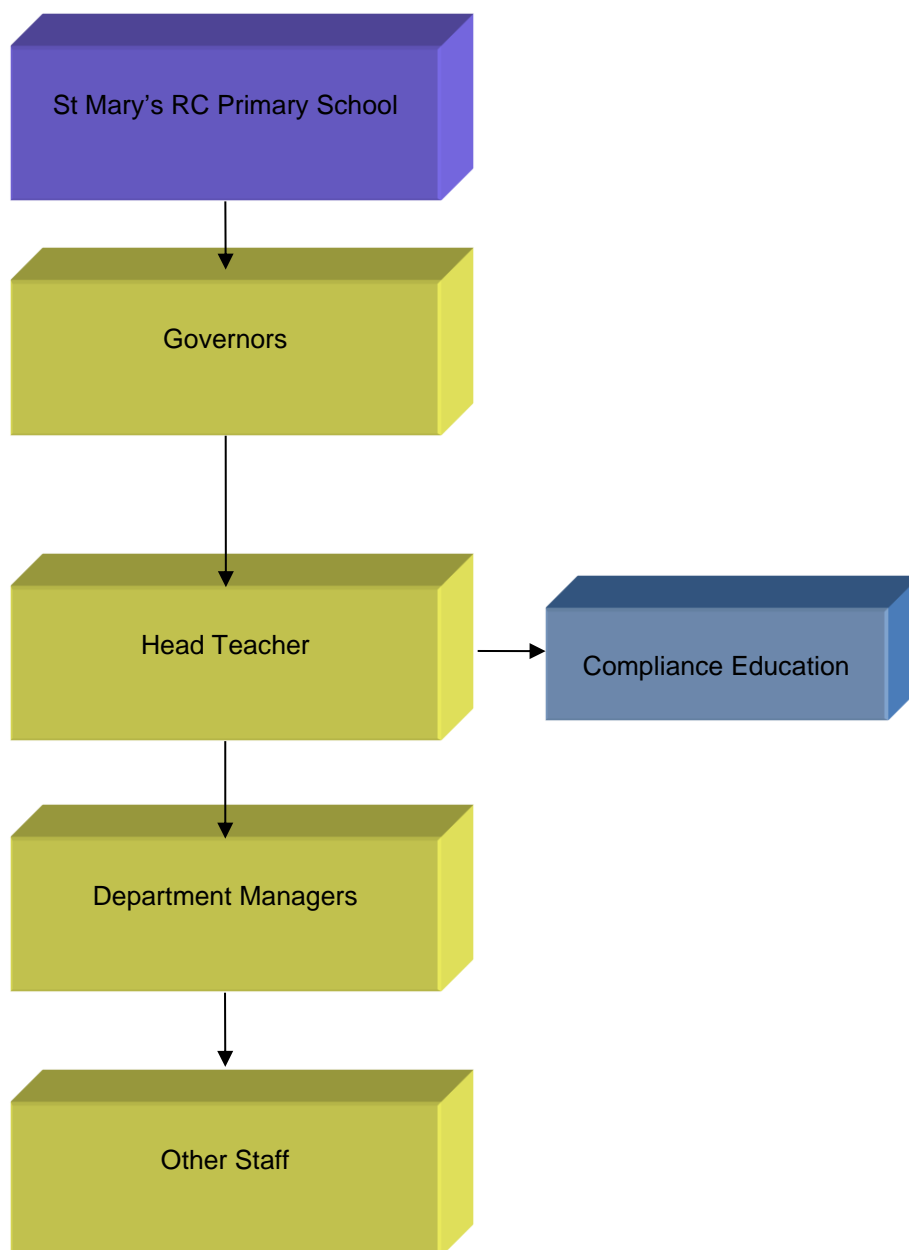 St Mary’s RC Primary School
Governors
Head Teacher
Compliance Education
Department Managers
Other Staff